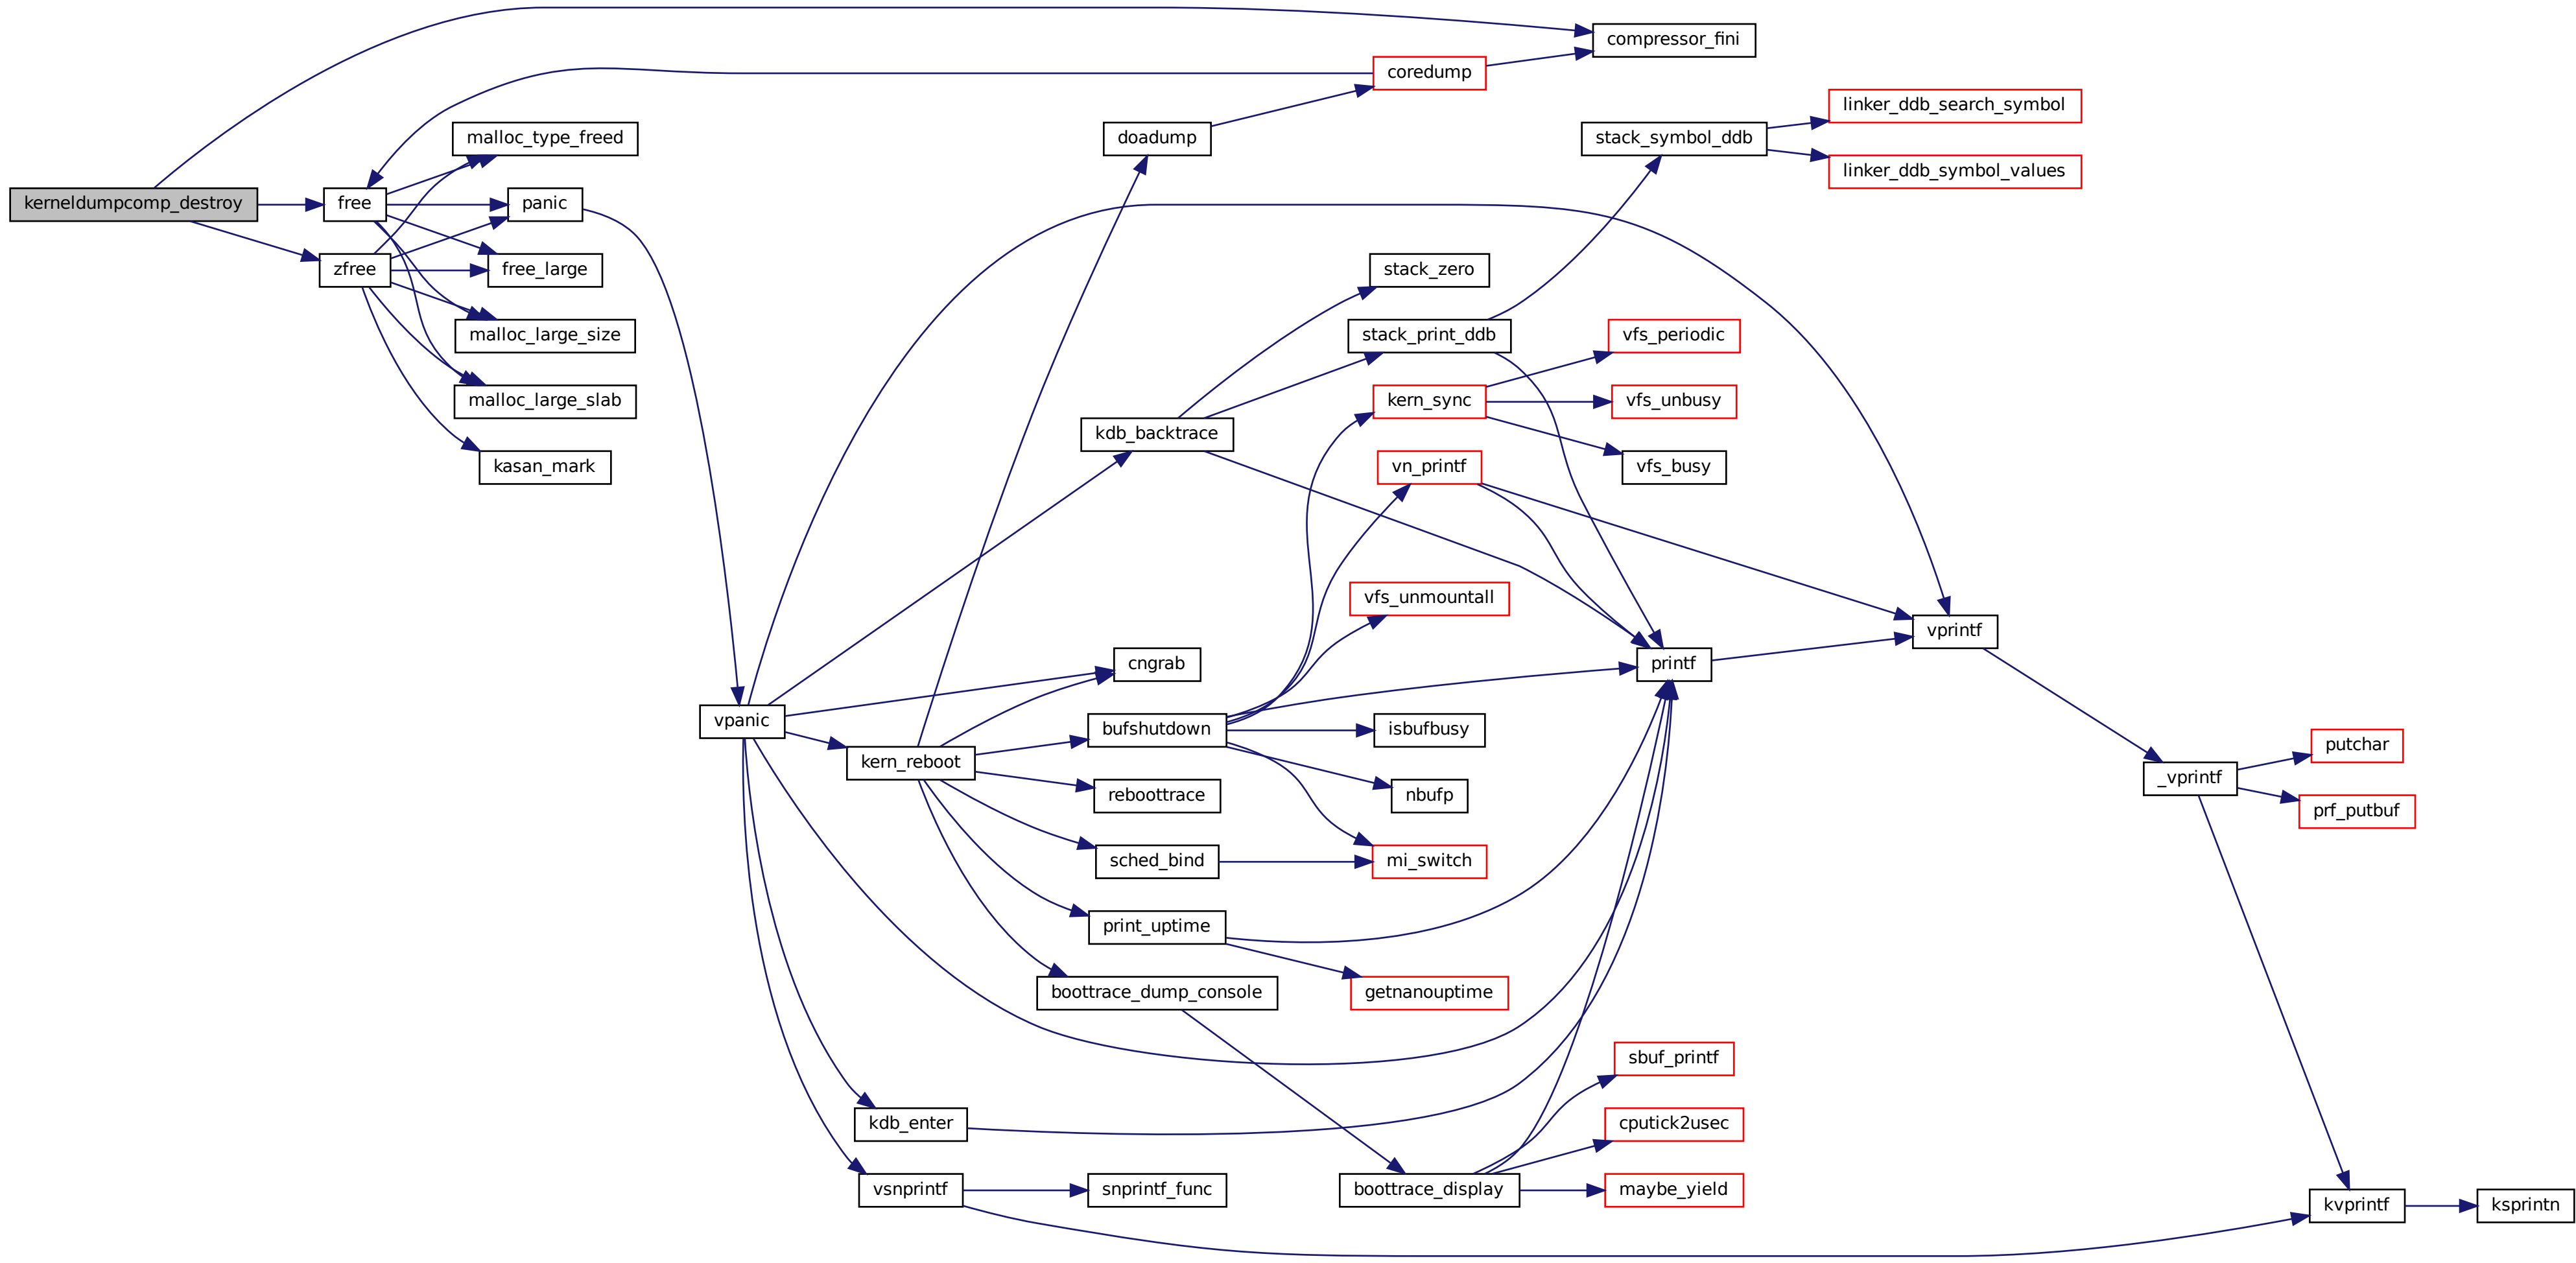 kerneldumpcomp_destroy
free
zfree
malloc_type_freed
panic
free_large
malloc_large_size
malloc_large_slab
kasan_mark
vpanic
kern_reboot
kdb_enter
vsnprintf
doadump
kdb_backtrace
cngrab
bufshutdown
reboottrace
sched_bind
print_uptime
boottrace_dump_console
snprintf_func
coredump
stack_zero
stack_print_ddb
kern_sync
vn_printf
vfs_unmountall
isbufbusy
nbufp
mi_switch
getnanouptime
boottrace_display
compressor_fini
stack_symbol_ddb
vfs_periodic
vfs_unbusy
vfs_busy
printf
sbuf_printf
cputick2usec
maybe_yield
linker_ddb_search_symbol
linker_ddb_symbol_values
vprintf
_vprintf
putchar
prf_putbuf
kvprintf
ksprintn